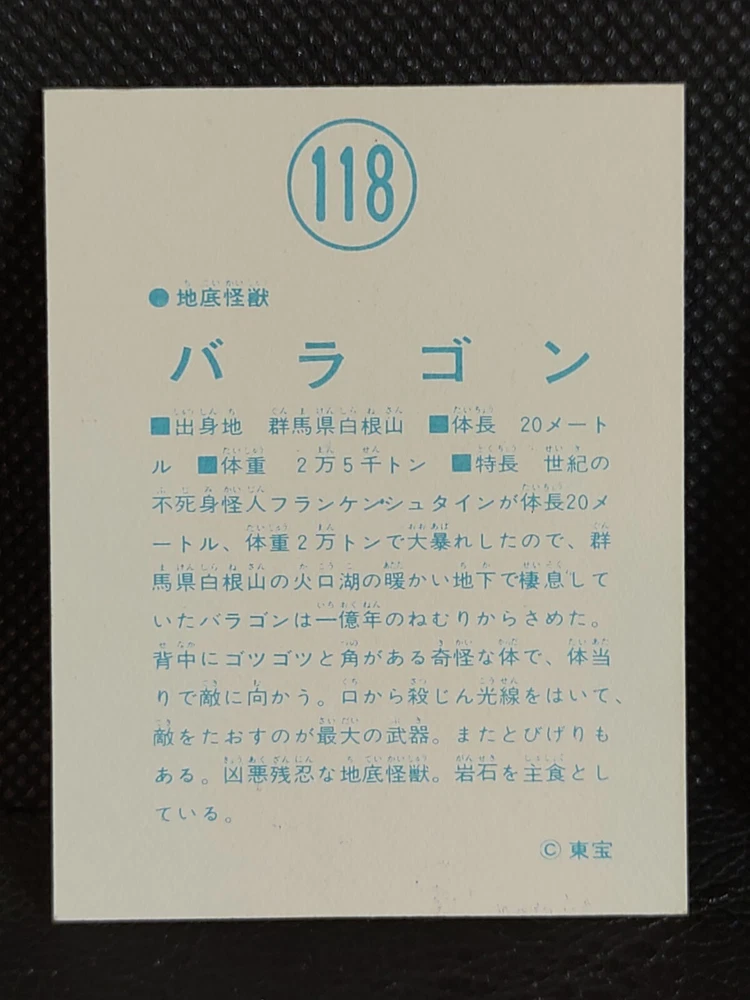 118
●地底怪獣
バラゴン
■出身地　群馬県白根山　■体長　20メート
ル　■体重　2万5千トン　■特長　世紀の
不死身怪人フランケンシュタインが体長20メ
ートル、体重2万トンで大暴れしたので、群
馬県白根山の火口湖の暖かい地下で棲息して
いたバラゴンは一億年のねむりからさめた。
背中にゴツゴツと角がある奇怪な体で、体当
りで敵に向かう。口から殺じん光線をはいて、
敵をたおすのが最大の武器。またとびげりも
ある。凶悪残忍な地底怪獣。岩石を主食とし
ている。
©東宝